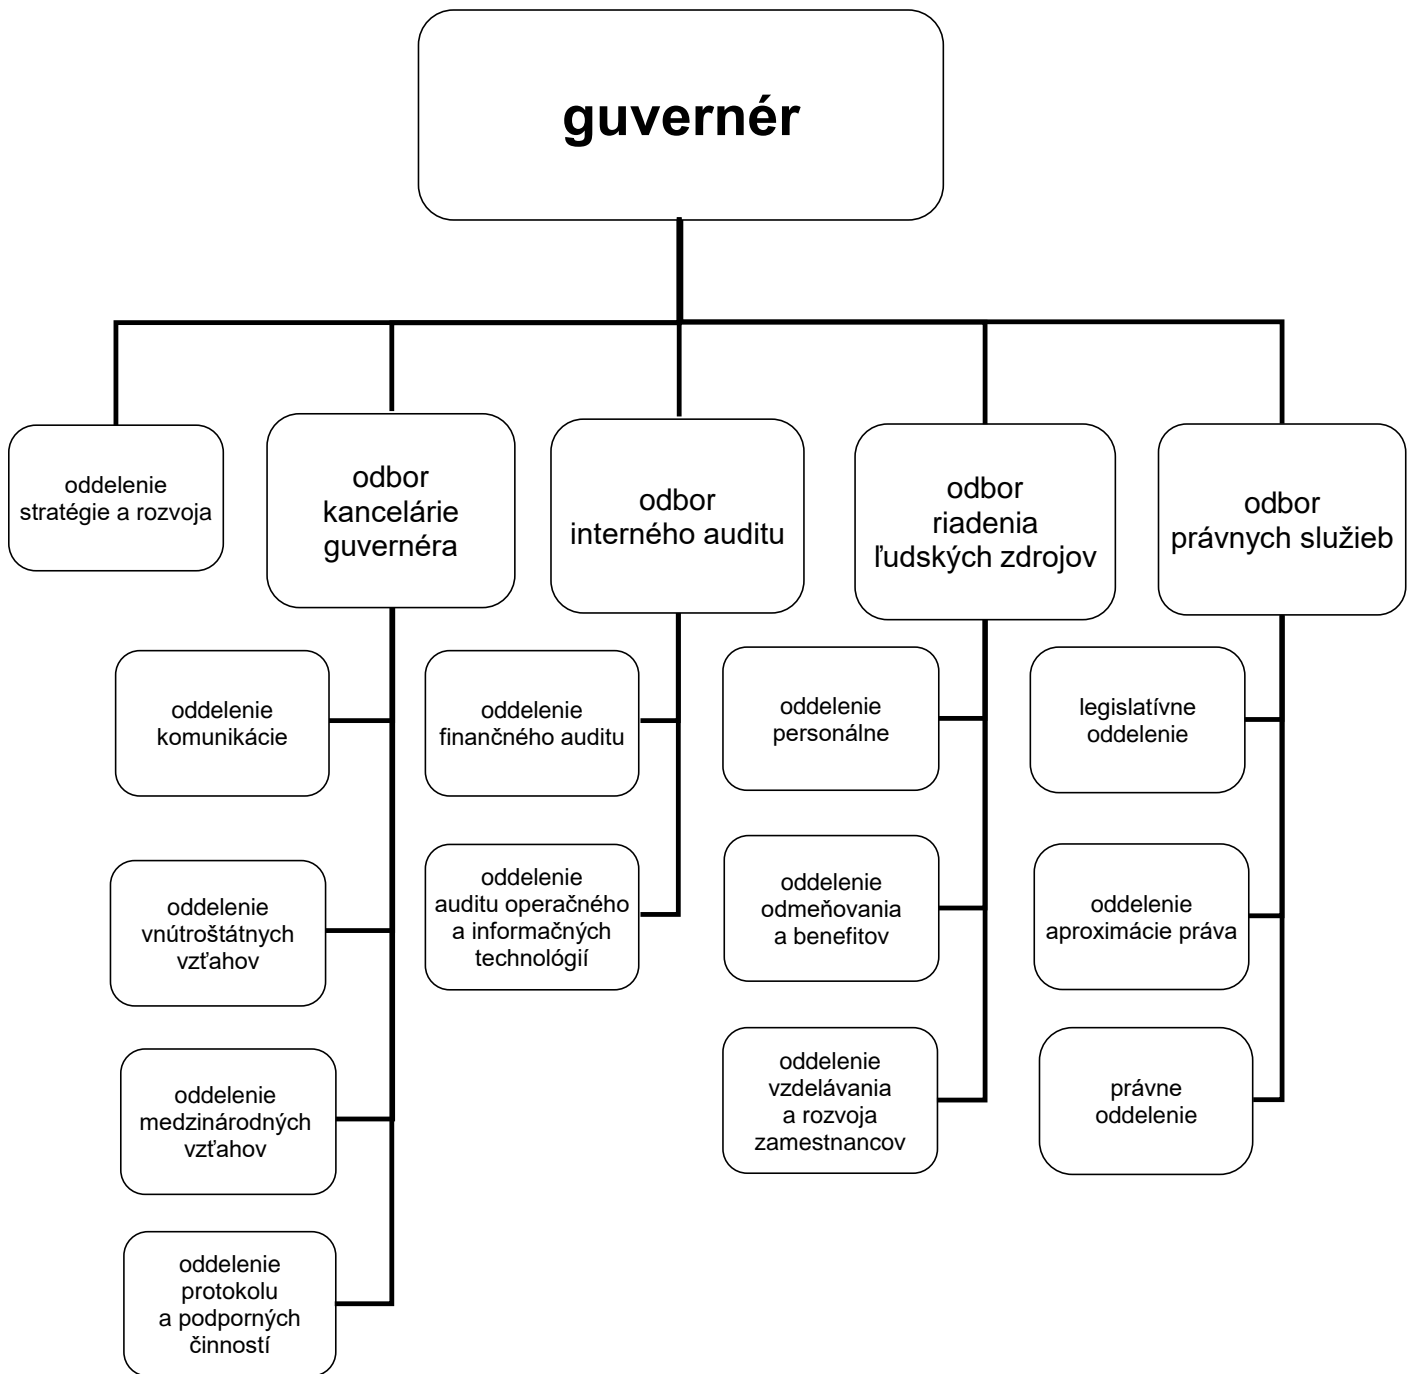 guvernér
oddelenie
stratégie a rozvoja
odbor
kancelárie
guvernéra
odbor
interného auditu
odbor
riadenia
ľudských zdrojov
odbor
právnych služieb
oddelenie
komunikácie
oddelenie
vnútroštátnych
vzťahov
oddelenie
medzinárodných
vzťahov
oddelenie
protokolu
a podporných
činností
oddelenie
finančného auditu
oddelenie
auditu operačného
a informačných
technológií
oddelenie
personálne
oddelenie
odmeňovania
a benefitov
oddelenie
vzdelávania
a rozvoja
zamestnancov
legislatívne
oddelenie
oddelenie
aproximácie práva
právne
oddelenie